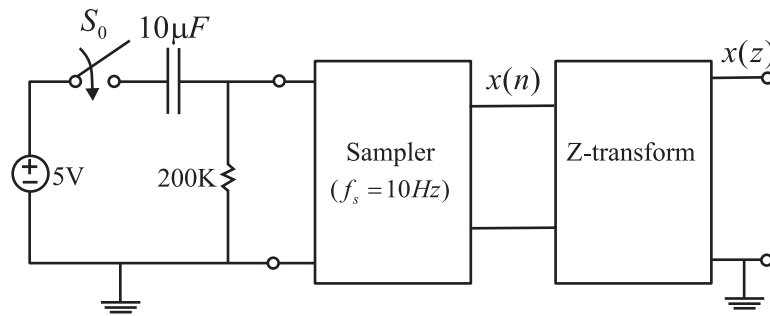 S₀
10μF
5V
200K
Sampler
(fₛ = 10Hz)
x(n)
Z-transform
x(z)